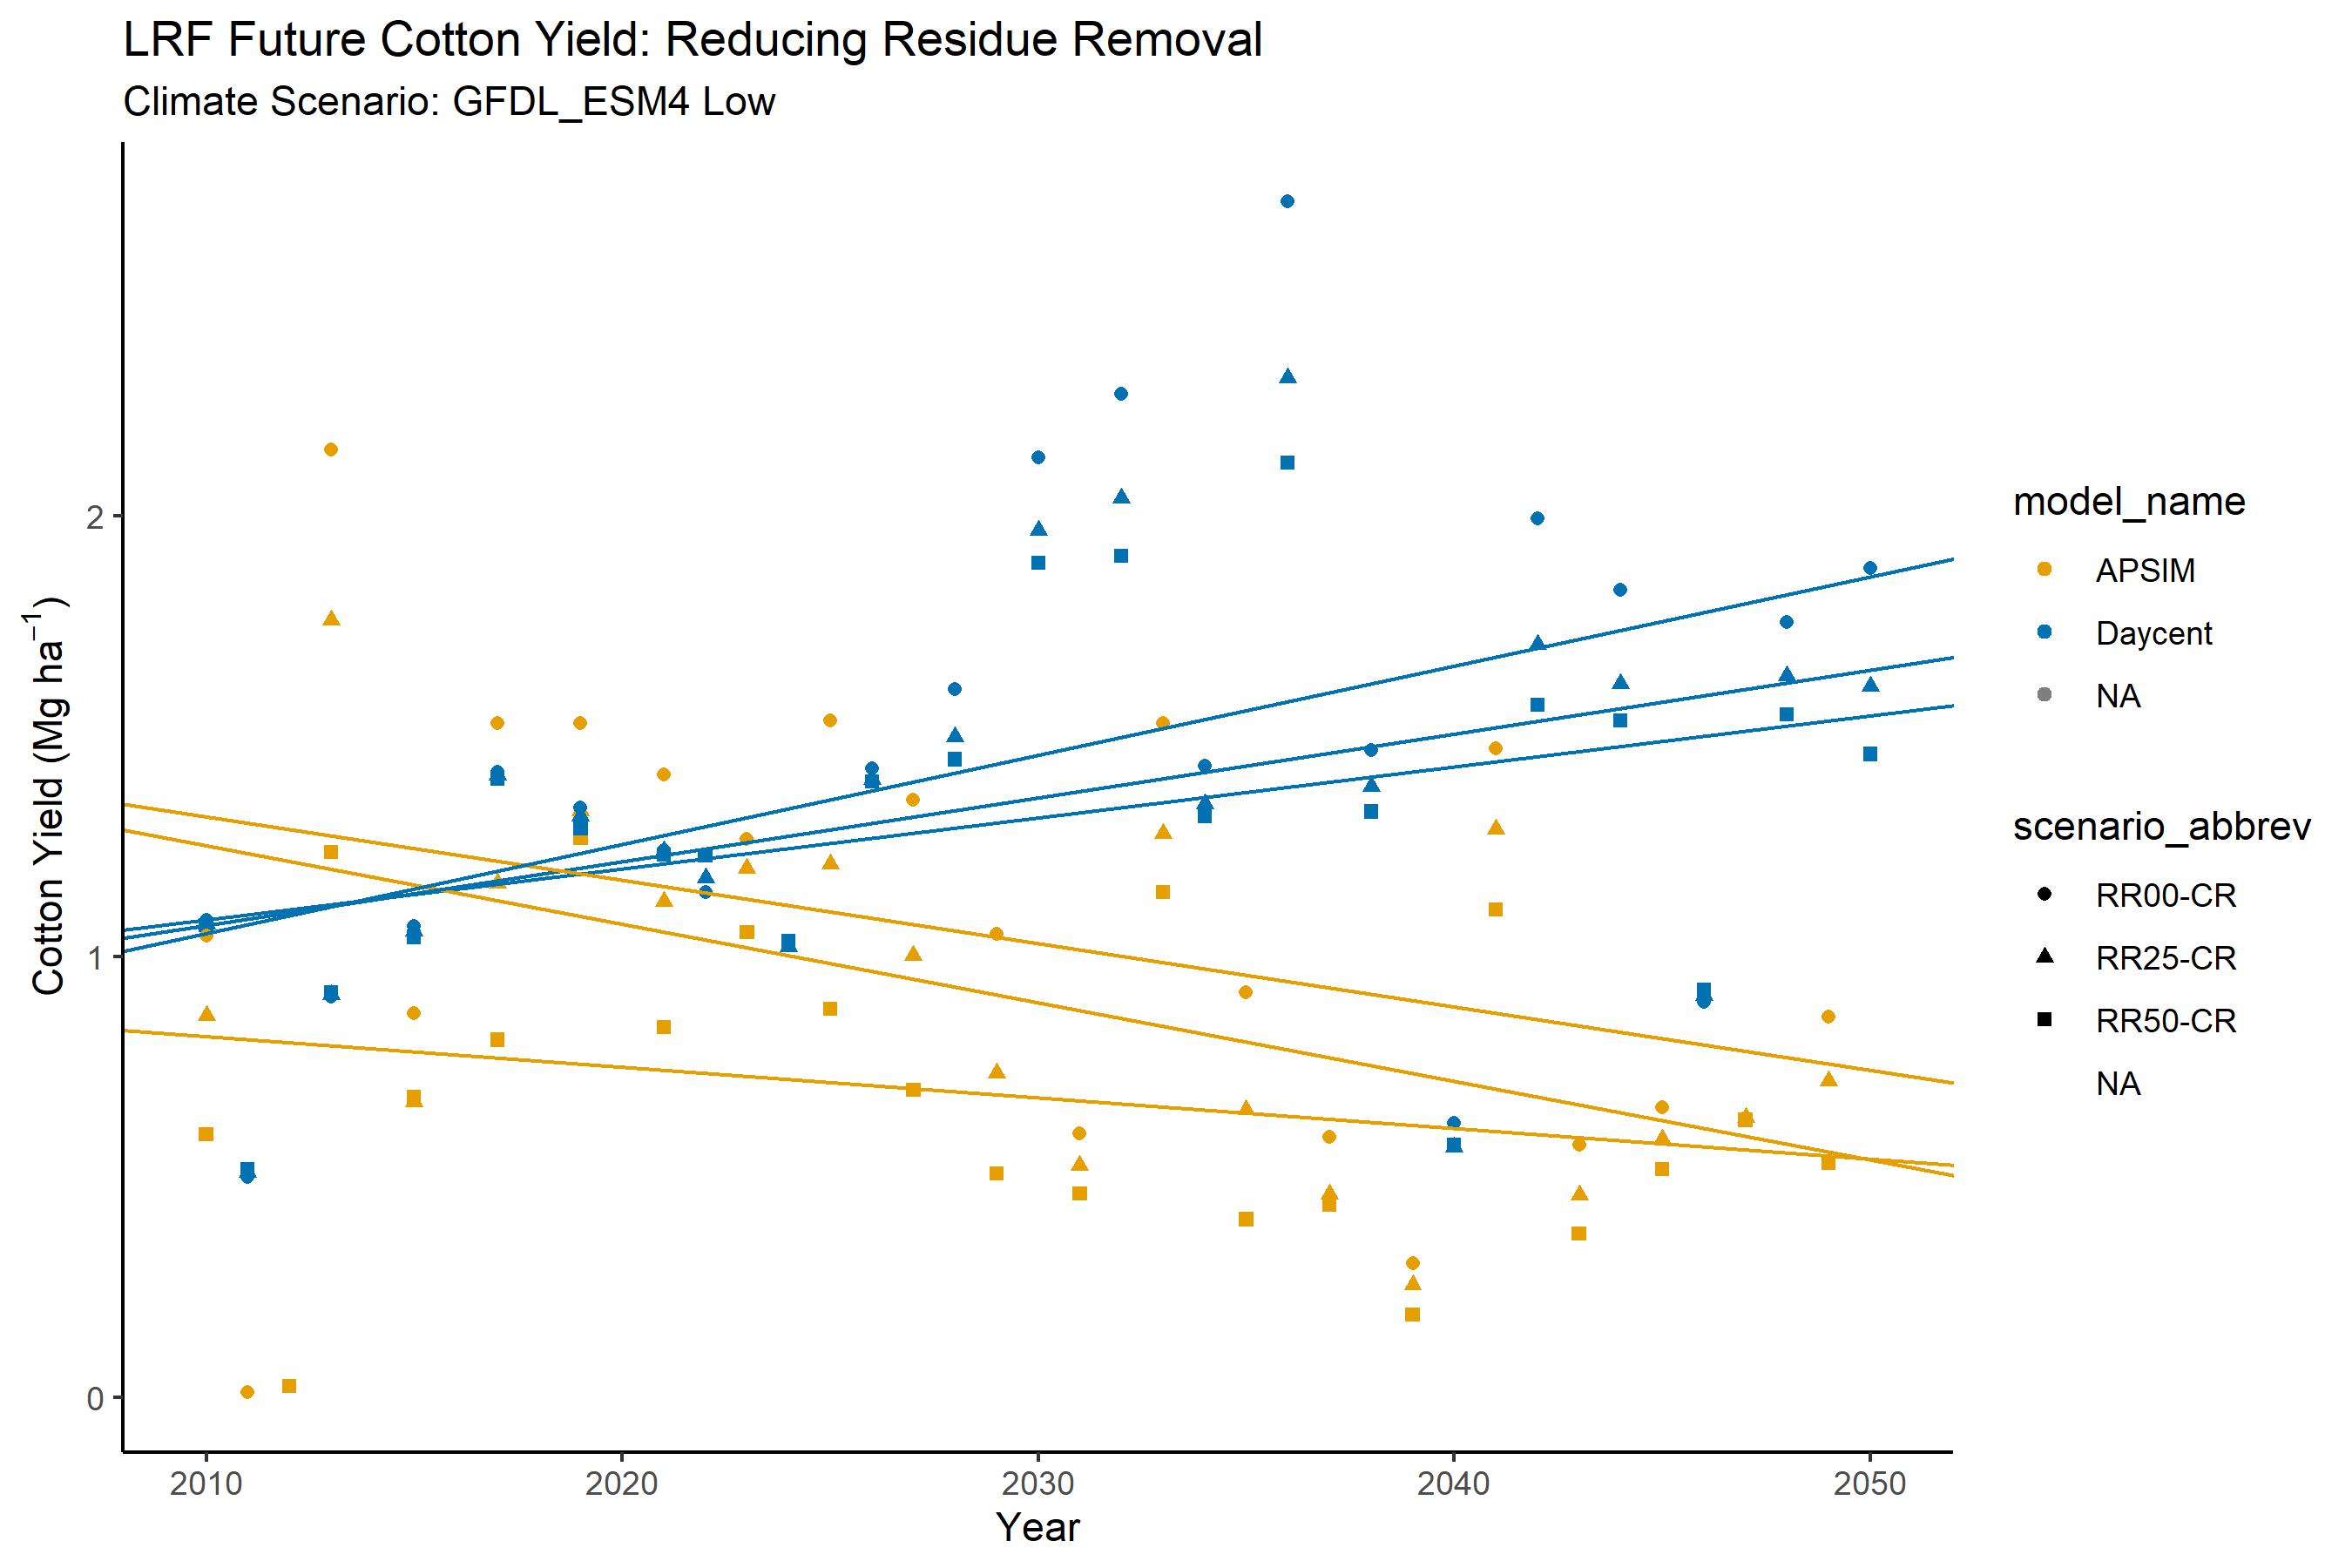 LRF Future Cotton Yield: Reducing Residue Removal
Climate Scenario: GFDL_ESM4 Low
Cotton Yield (Mg ha⁻¹)
2
1
0
2010
2020
2030
2040
2050
Year
model_name
APSIM
Daycent
NA
scenario_abbrev
RR00-CR
RR25-CR
RR50-CR
NA